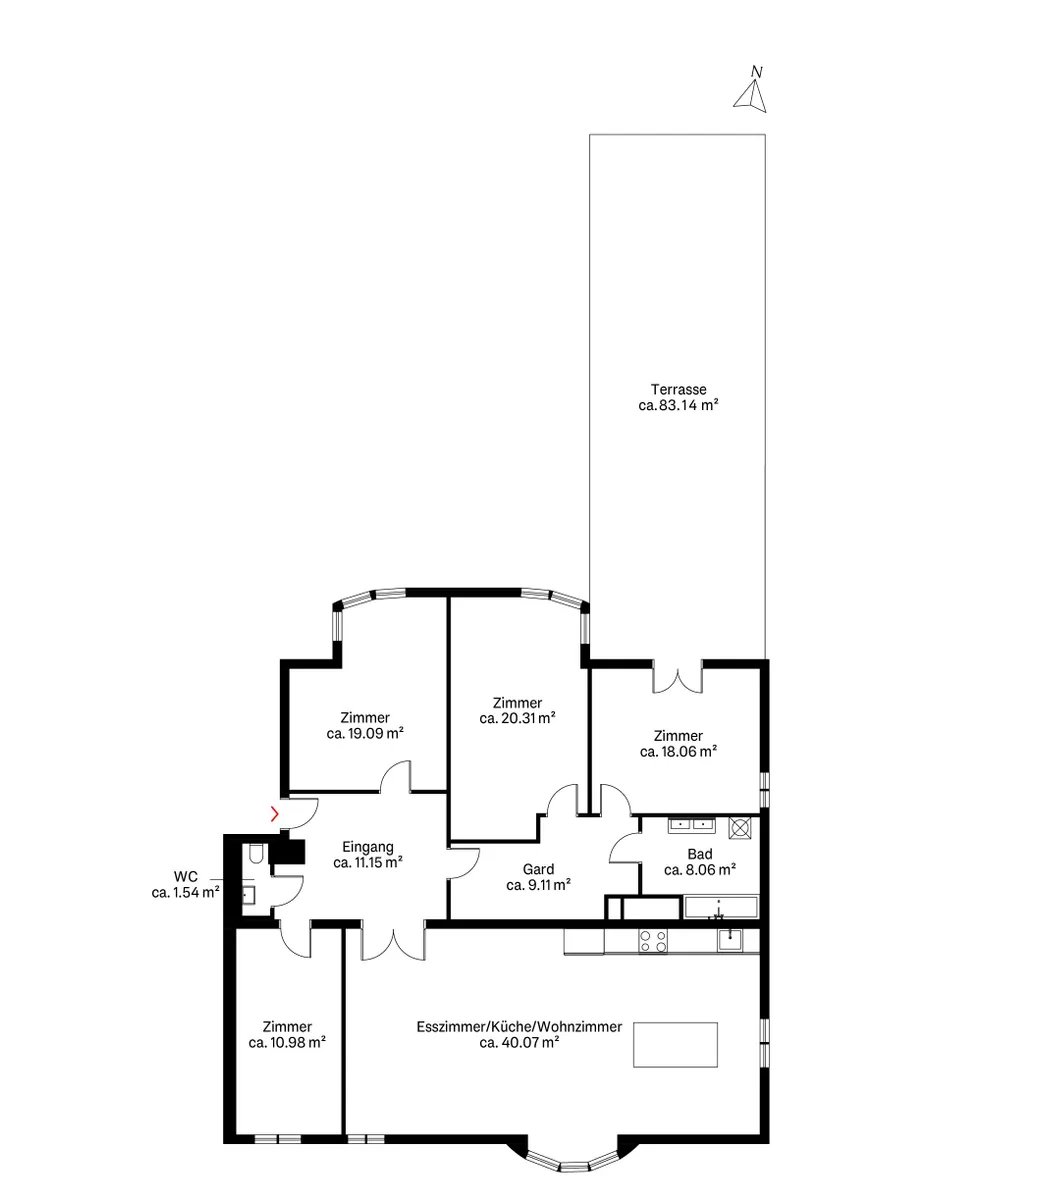 N
Terrasse
ca. 83.14 m²
Zimmer
ca. 20.31 m²
Zimmer
ca. 19.09 m²
Zimmer
ca. 18.06 m²
Eingang
ca. 11.15 m²
Bad
ca. 8.06 m²
Gard
ca. 9.11 m²
WC
ca. 1.54 m²
Zimmer
ca. 10.98 m²
Esszimmer/Küche/Wohnzimmer
ca. 40.07 m²